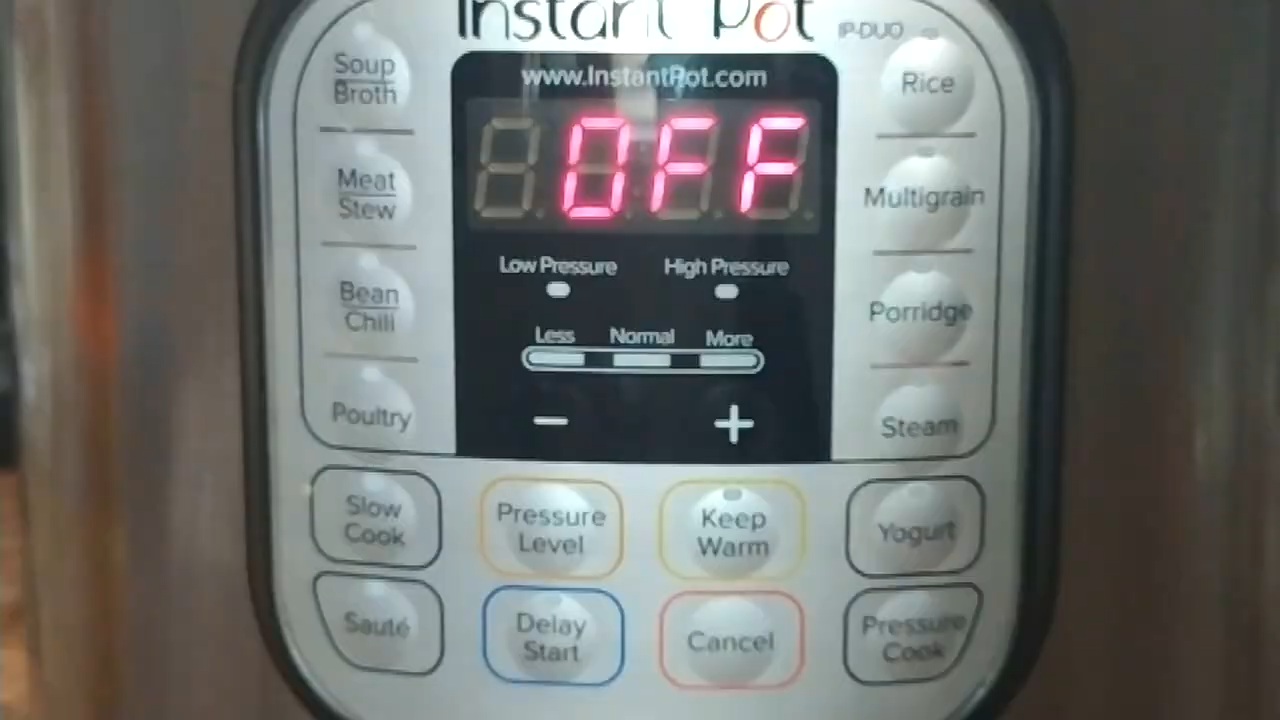 Instant Pot IP-DUO
www.InstantPot.com
OFF
Soup
Broth
Meat
Stew
Bean
Chili
Poultry
Low Pressure High Pressure
Less Normal More
− +
Rice
Multigrain
Porridge
Steam
Slow
Cook
Pressure
Level
Keep
Warm
Yogurt
Sauté
Delay
Start
Cancel
Pressure
Cook